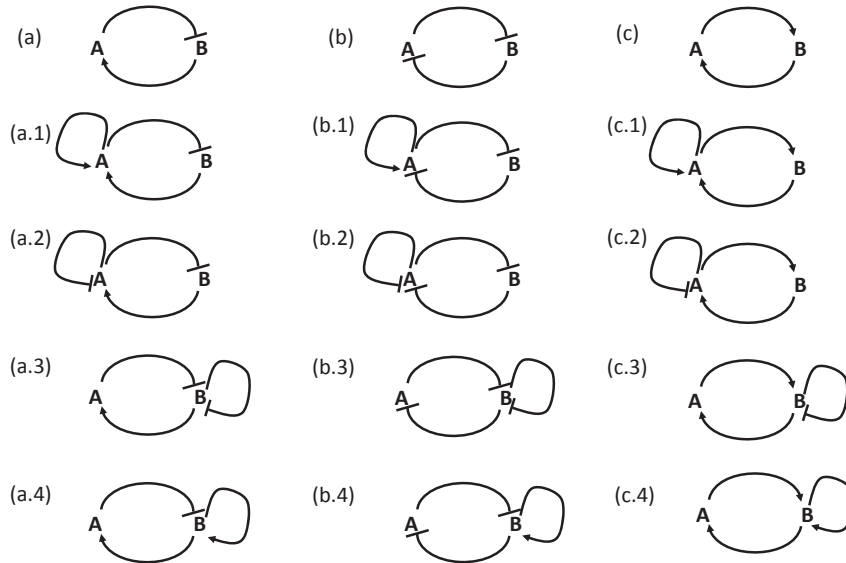 (a) A B (b) A B (c) A B
(a.1) A B (b.1) A B (c.1) A B
(a.2) A B (b.2) A B (c.2) A B
(a.3) A B (b.3) A B (c.3) A B
(a.4) A B (b.4) A B (c.4) A B